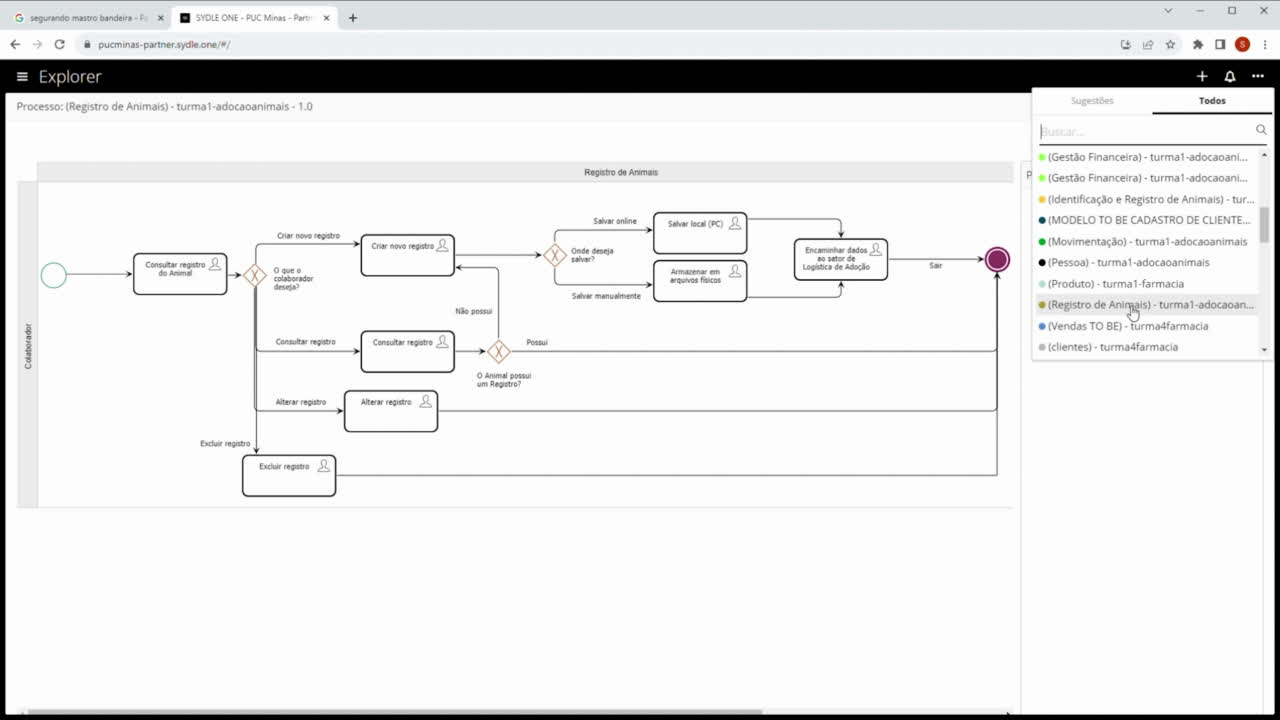 segurando mastro bandeira - P
SYDLE ONE - PUC Minas - Partn
pucminas-partner.sydle.one/#/
S
Explorer
Processo: (Registro de Animais) - turma1-adocaoanimais - 1.0
Sugestões
Todos
Buscar...
(Gestão Financeira) - turma1-adocaoani...
(Gestão Financeira) - turma1-adocaoani...
(Identificação e Registro de Animais) - tur...
(MODELO TO BE CADASTRO DE CLIENTE...
(Movimentação) - turma1-adocaoanimais
(Pessoa) - turma1-adocaoanimais
(Produto) - turma1-farmacia
(Registro de Animais) - turma1-adocaoan...
(Vendas TO BE) - turma4farmacia
(clientes) - turma4farmacia
Registro de Animais
P
Colaborador
Consultar registro
do Animal
O que o
colaborador
deseja?
Criar novo registro
Criar novo registro
Onde deseja
salvar?
Salvar online
Salvar local (PC)
Salvar manualmente
Armazenar em
arquivos físicos
Encaminhar dados
ao setor de
Logística de Adoção
Sair
Não possui
Consultar registro
Consultar registro
O Animal possui
um Registro?
Possui
Alterar registro
Alterar registro
Excluir registro
Excluir registro